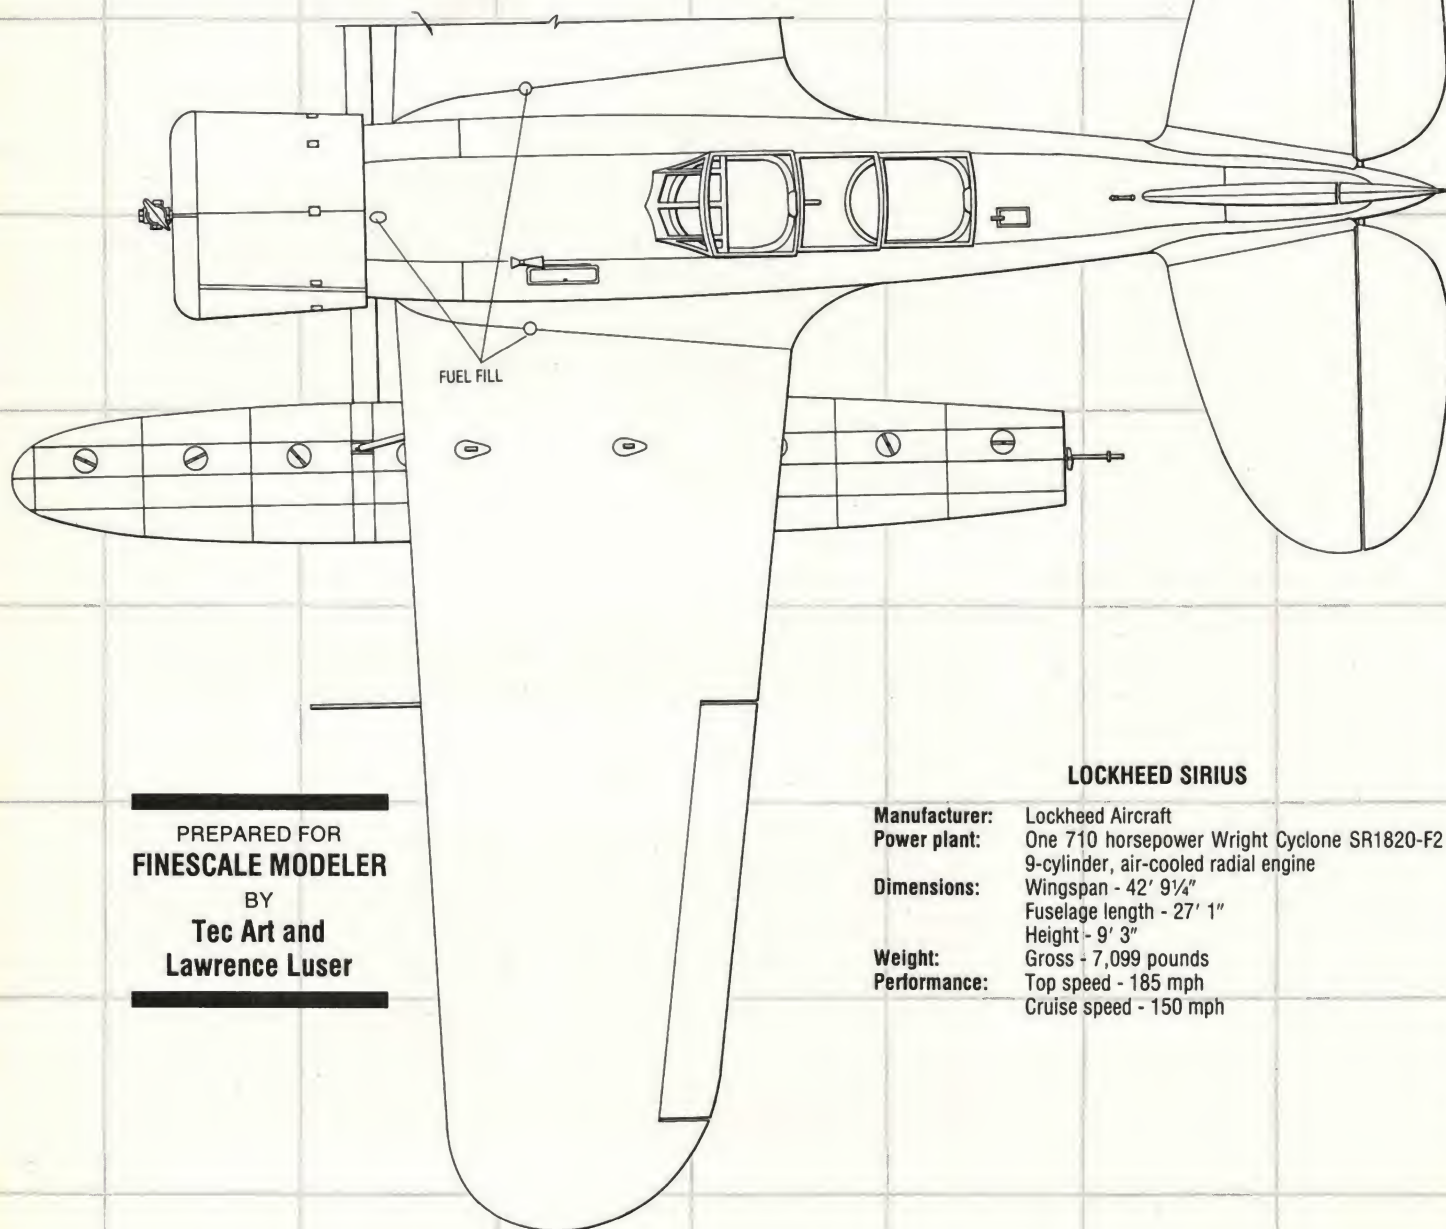 FUEL FILL
PREPARED FOR
FINESCALE MODELER
BY
Tec Art and
Lawrence Luser
LOCKHEED SIRIUS
Manufacturer: Lockheed Aircraft
Power plant: One 710 horsepower Wright Cyclone SR1820-F2
9-cylinder, air-cooled radial engine
Dimensions: Wingspan - 42′ 9¼″
Fuselage length - 27′ 1″
Height - 9′ 3″
Weight: Gross - 7,099 pounds
Performance: Top speed - 185 mph
Cruise speed - 150 mph